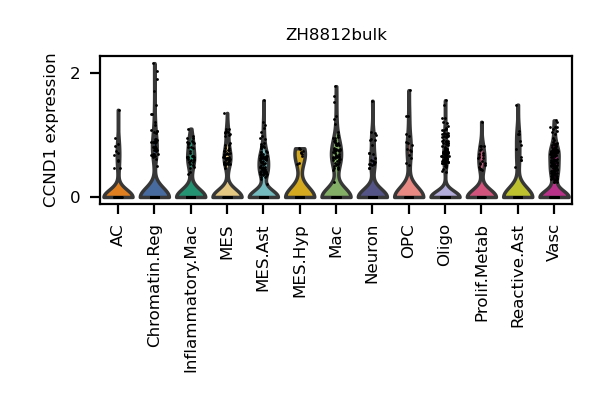 ZH8812bulk
CCND1 expression
2
0
AC
Chromatin.Reg
Inflammatory.Mac
MES
MES.Ast
MES.Hyp
Mac
Neuron
OPC
Oligo
Prolif.Metab
Reactive.Ast
Vasc